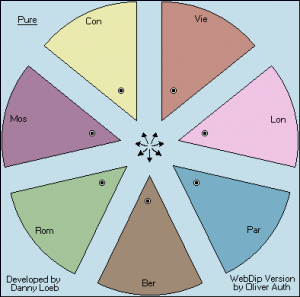 Pure
Con
Vie
Mos
Lon
Rom
Par
Ber
Developed by
Danny Loeb
WebDip Version
by Oliver Auth